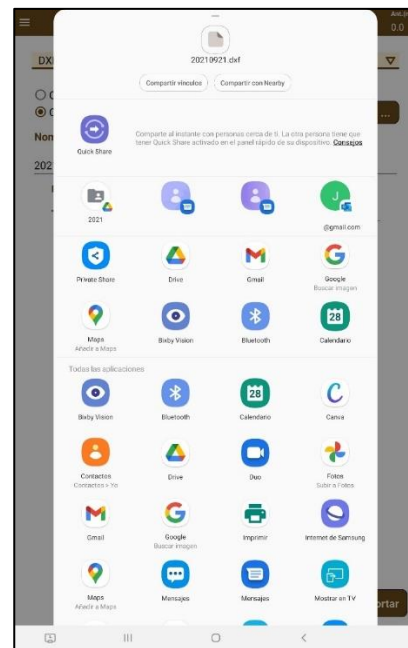 0.0
DX
20210921.dxf
Compartir vínculos
Compartir con Nearby
Quick Share
Comparte al instante con personas cerca de ti. La otra persona tiene que
tener Quick Share activado en el panel rápido de su dispositivo. Consejos
Nom
202
2021
J
@gmail.com
Private Share
Drive
Gmail
Google
Buscar imagen
Maps
Añadir a Maps
Bixby Vision
Bluetooth
28
Calendario
Todas las aplicaciones
Bixby Vision
Bluetooth
28
Calendario
C
Canva
Contactos
Contactos > Yo
Drive
Duo
Fotos
Subir a Fotos
Gmail
Google
Buscar imagen
Imprimir
Internet de Samsung
Maps
Añadir a Maps
Mensajes
Mensajes
Mostrar en TV
ortar